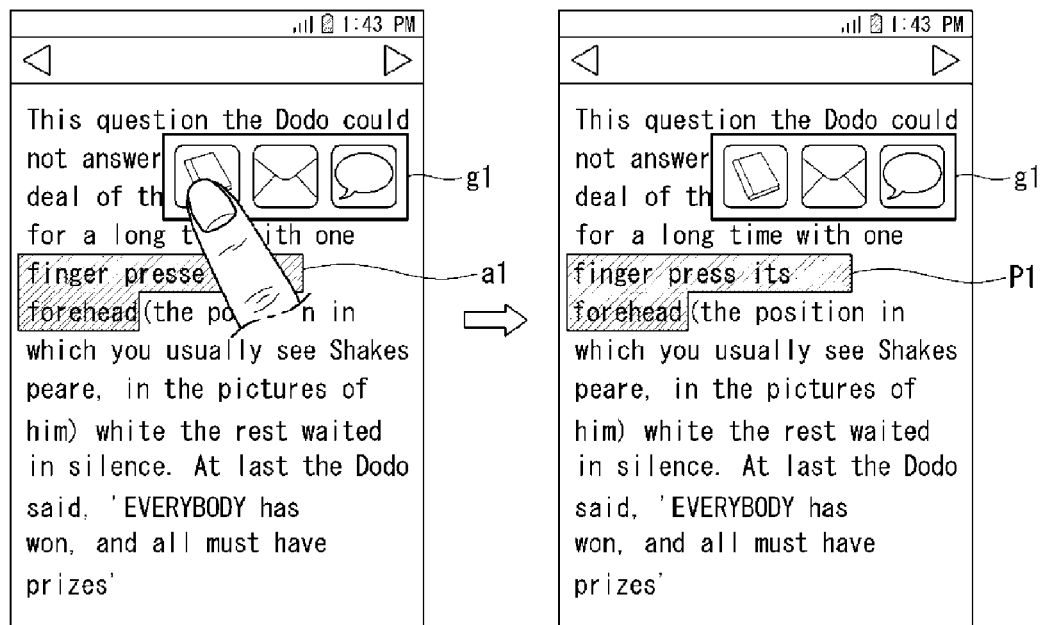 1:43 PM
This question the Dodo could
not answer
deal of th
for a long t ith one
finger presse
forehead (the po n in
which you usually see Shakes
peare, in the pictures of
him) white the rest waited
in silence. At last the Dodo
said, 'EVERYBODY has
won, and all must have
prizes'
g1
a1
1:43 PM
This question the Dodo could
not answer
deal of th
for a long time with one
finger press its
forehead (the position in
which you usually see Shakes
peare, in the pictures of
him) white the rest waited
in silence. At last the Dodo
said, 'EVERYBODY has
won, and all must have
prizes'
g1
P1